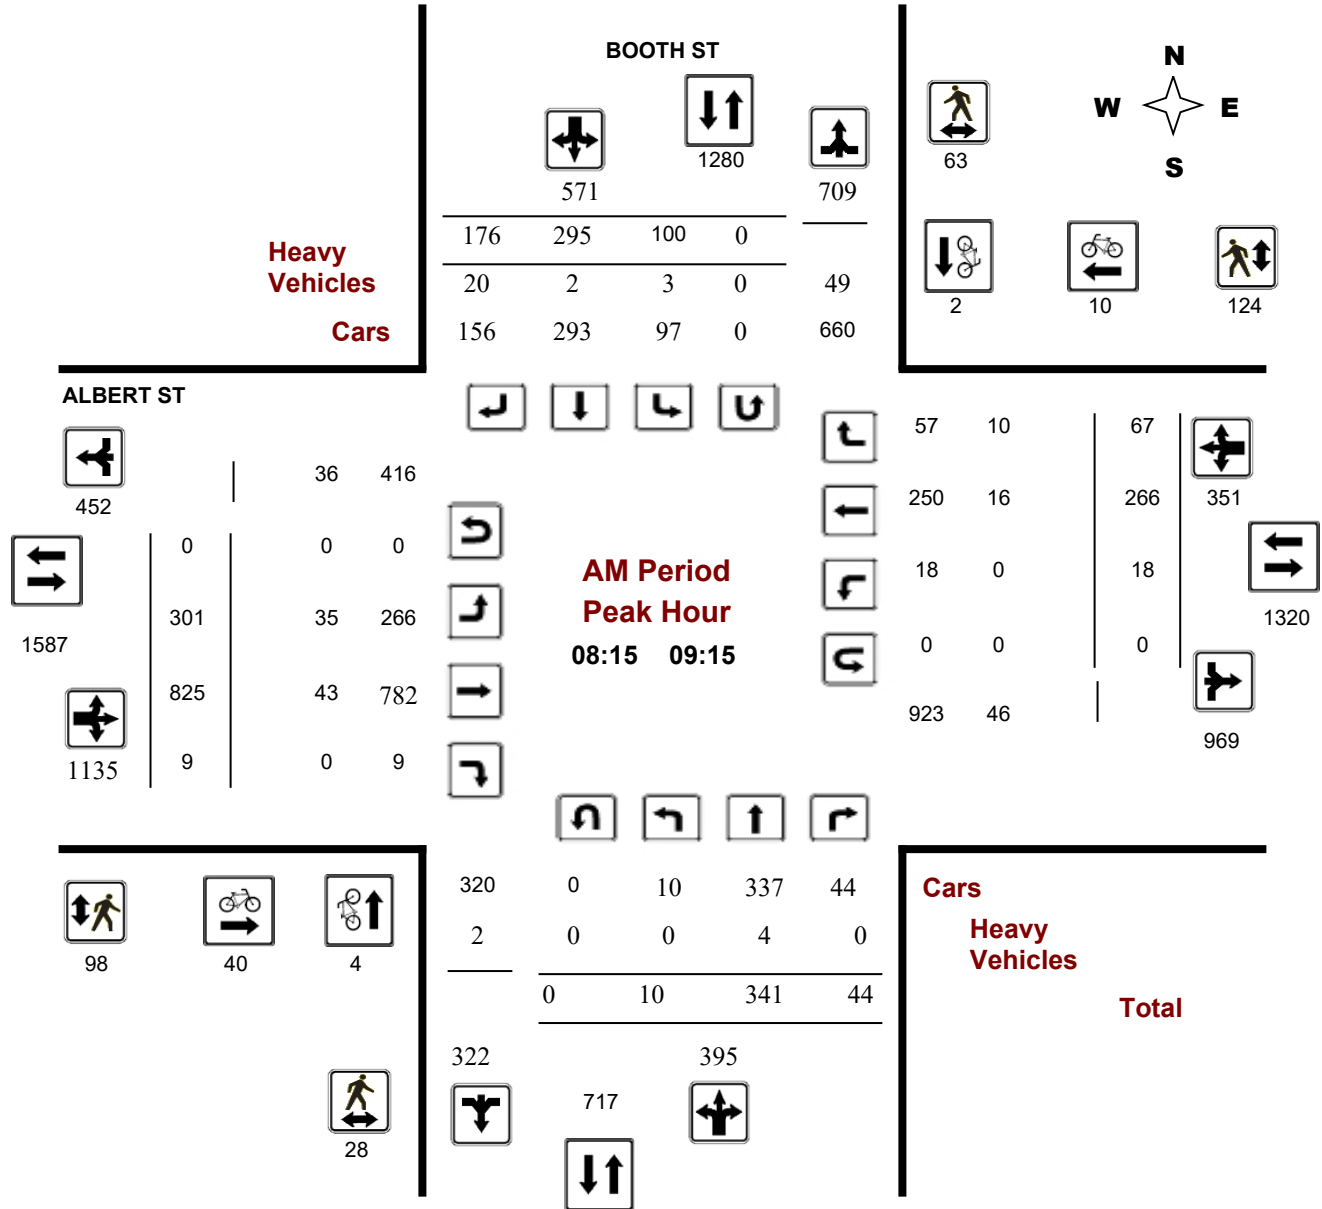 BOOTH ST
N
W E
S
1280
63
571 709
176 295 100 0
Heavy
Vehicles 20 2 3 0 49
2 10 124
Cars 156 293 97 0 660
ALBERT ST
57 10 67
36 416
452
250 16 266 351
0 0 0
AM Period
18 0 18
Peak Hour
301 35 266
1320
1587
08:15 09:15
0 0 0
825 43 782
923 46
969
1135 9 0 9
320 0 10 337 44 Cars
2 0 0 4 0 Heavy
Vehicles
98 40 4
0 10 341 44 Total
322 395
717
28